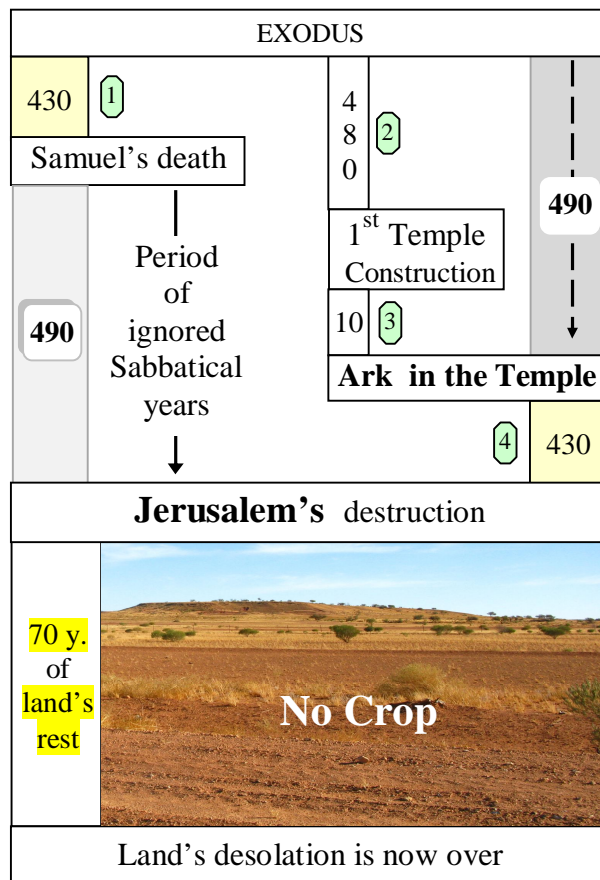 EXODUS
430
1
Samuel's death
490
Period
of
ignored
Sabbatical
years
4
8
0
2
1st Temple
Construction
10
3
490
Ark in the Temple
4
430
Jerusalem's destruction
70 y.
of
land's
rest
No Crop
Land's desolation is now over